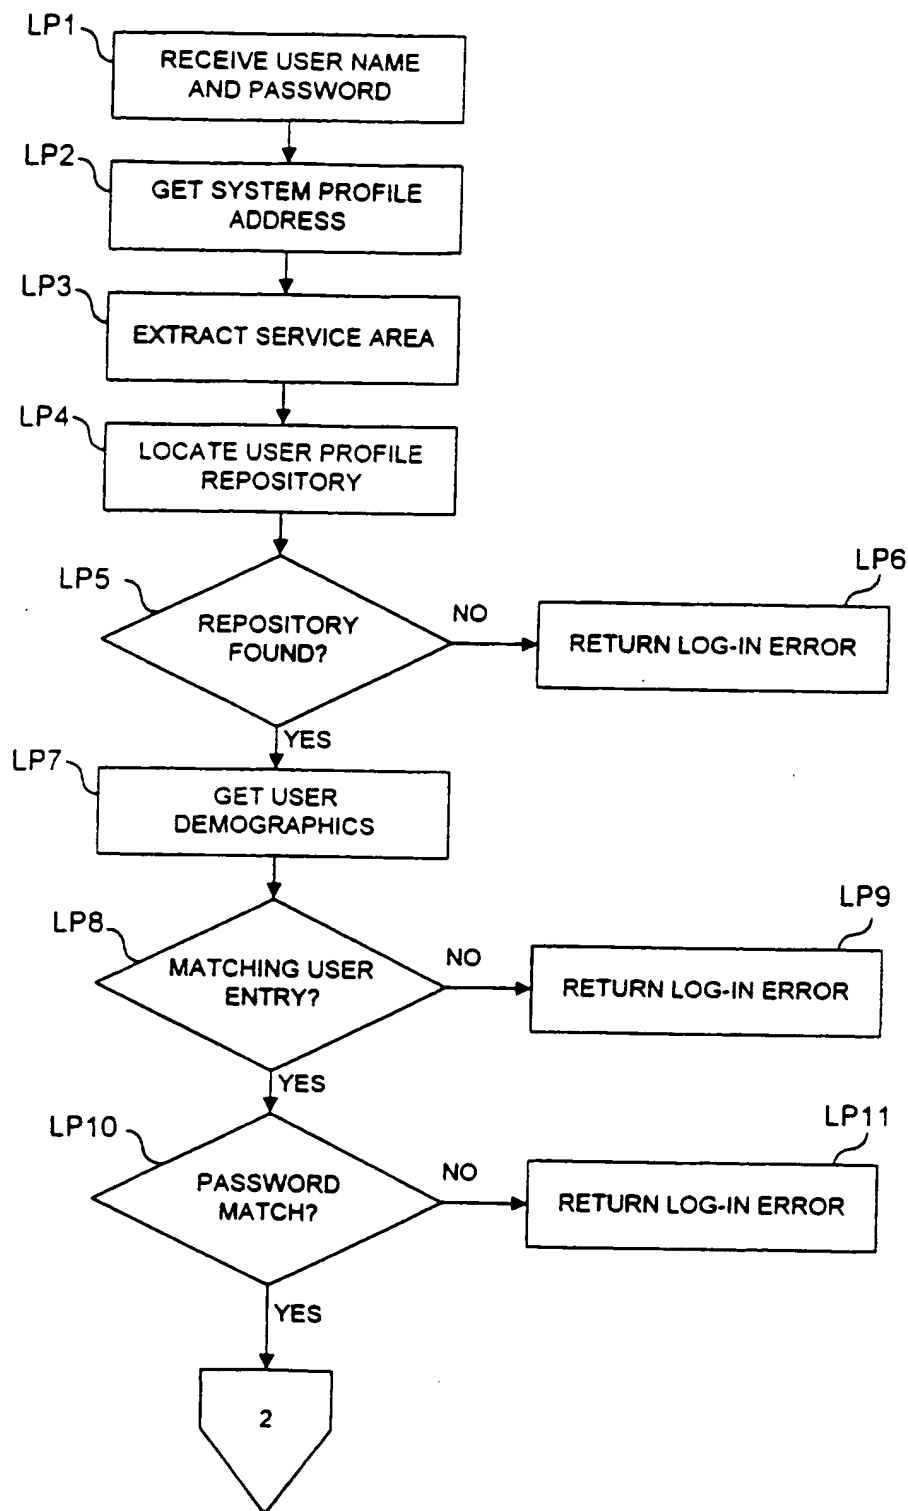 LP1
RECEIVE USER NAME
AND PASSWORD
LP2
GET SYSTEM PROFILE
ADDRESS
LP3
EXTRACT SERVICE AREA
LP4
LOCATE USER PROFILE
REPOSITORY
LP5
REPOSITORY
FOUND?
NO
LP6
RETURN LOG-IN ERROR
YES
LP7
GET USER
DEMOGRAPHICS
LP8
MATCHING USER
ENTRY?
NO
LP9
RETURN LOG-IN ERROR
YES
LP10
PASSWORD
MATCH?
NO
LP11
RETURN LOG-IN ERROR
YES
2